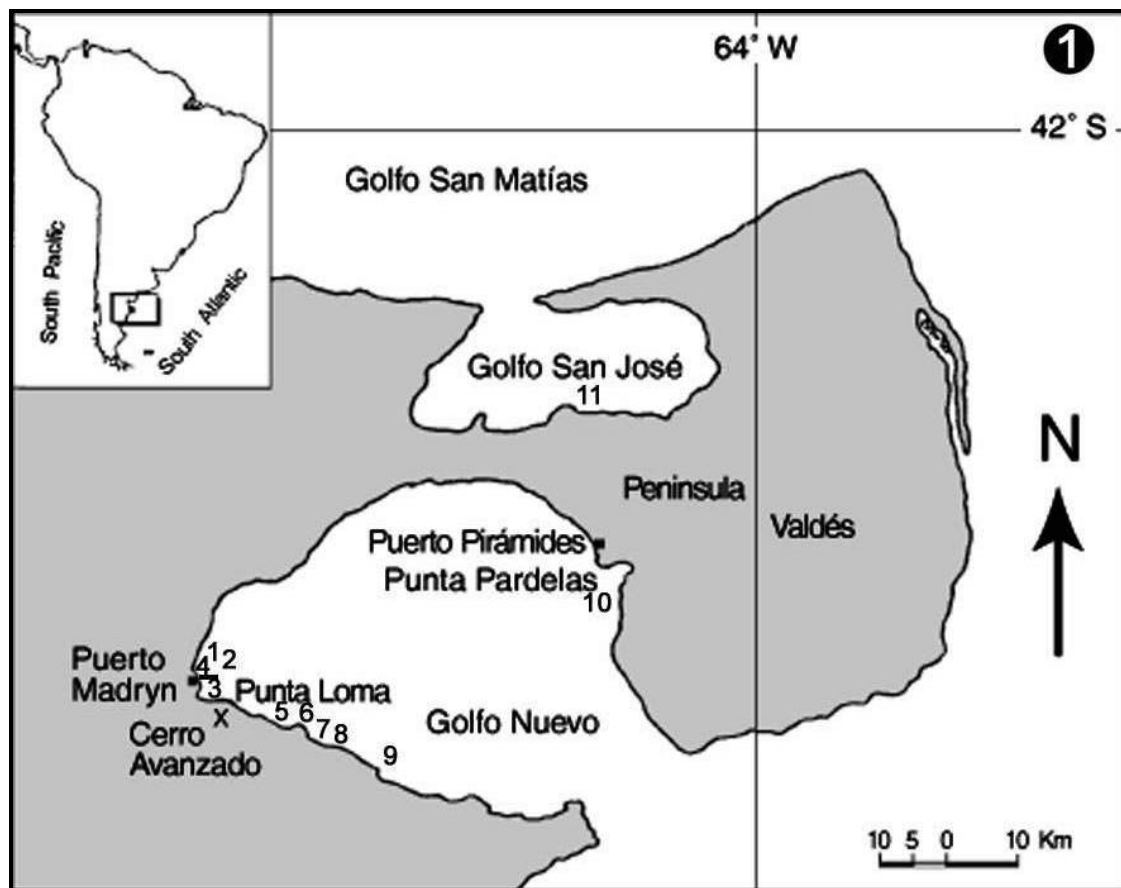 64° W
1
42° S
Golfo San Matías
South Pacific
South Atlantic
Golfo San José
11
N
Peninsula
Valdés
Puerto Pirámides
Punta Pardelas
10
1
2
4
3
Puerto
Madryn
Punta Loma
5
6
7
8
9
Golfo Nuevo
x
Cerro
Avanzado
10 5 0 10 Km